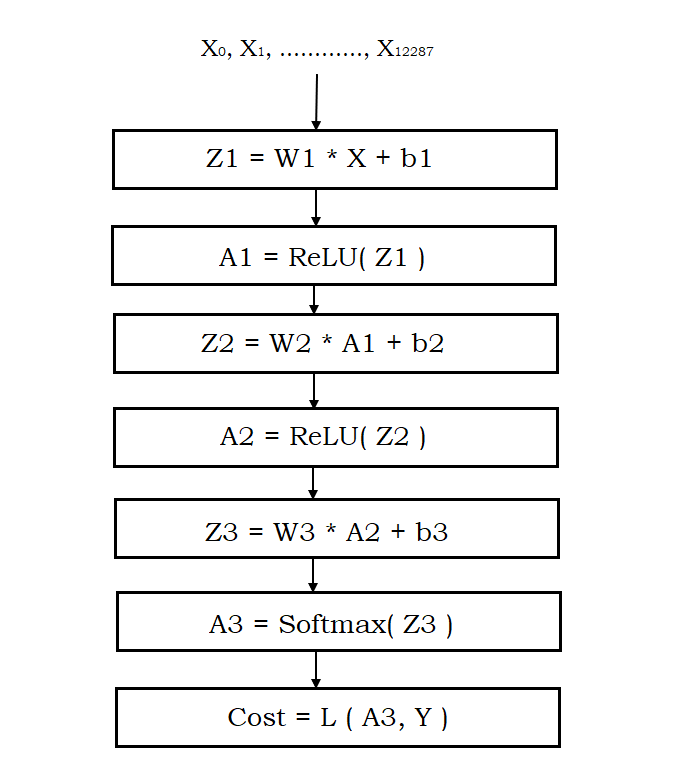 X₀, X₁, ............, X₁₂₂₈₇
Z1 = W1 * X + b1
A1 = ReLU( Z1 )
Z2 = W2 * A1 + b2
A2 = ReLU( Z2 )
Z3 = W3 * A2 + b3
A3 = Softmax( Z3 )
Cost = L ( A3, Y )